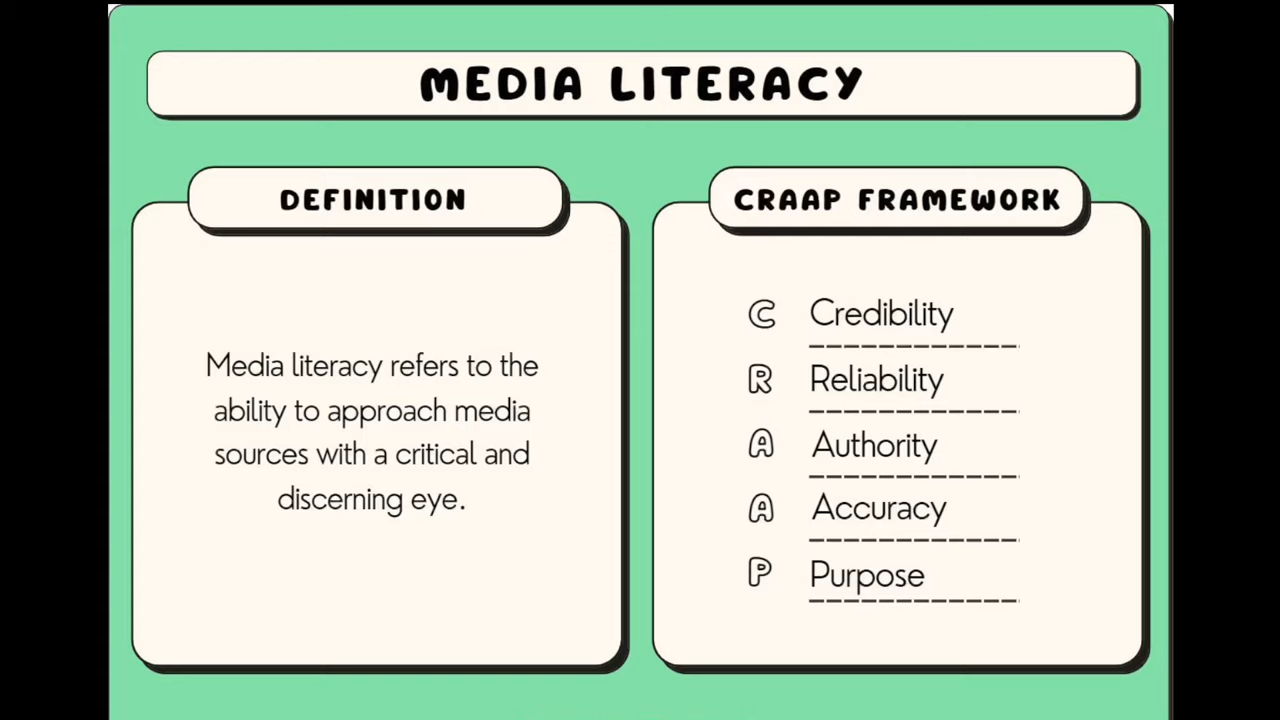 MEDIA LITERACY
DEFINITION
Media literacy refers to the
ability to approach media
sources with a critical and
discerning eye.
CRAAP FRAMEWORK
C Credibility
R Reliability
A Authority
A Accuracy
P Purpose